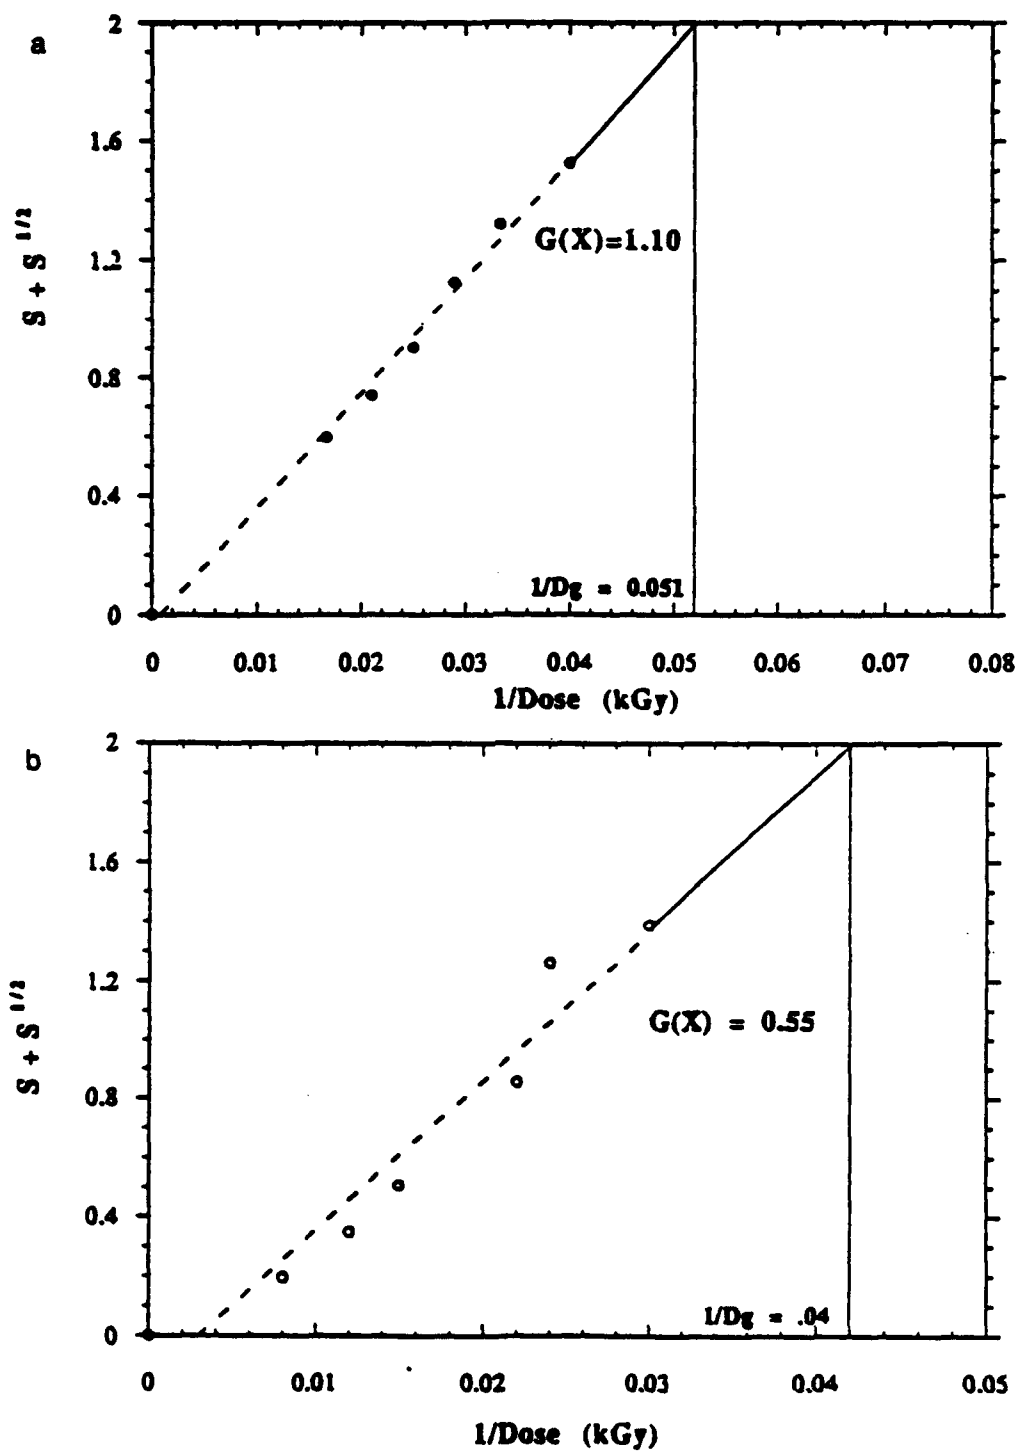 a
2
1.6
1.2
0.8
0.4
0
S + S 1/2
G(X)=1.10
1/Dg = 0.051
0 0.01 0.02 0.03 0.04 0.05 0.06 0.07 0.08
1/Dose (kGy)
b
2
1.6
1.2
0.8
0.4
0
S + S 1/2
G(X) = 0.55
1/Dg = .04
0 0.01 0.02 0.03 0.04 0.05
1/Dose (kGy)